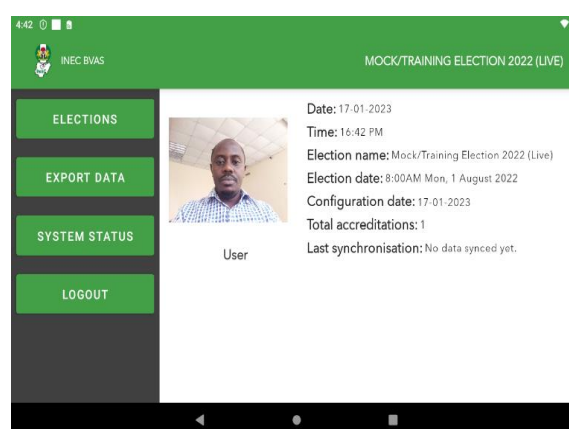 4:42
INEC BVAS
MOCK/TRAINING ELECTION 2022 (LIVE)
ELECTIONS
EXPORT DATA
SYSTEM STATUS
LOGOUT
User
Date: 17-01-2023
Time: 16:42 PM
Election name: Mock/Training Election 2022 (Live)
Election date: 8:00AM Mon, 1 August 2022
Configuration date: 17-01-2023
Total accreditations: 1
Last synchronisation: No data synced yet.